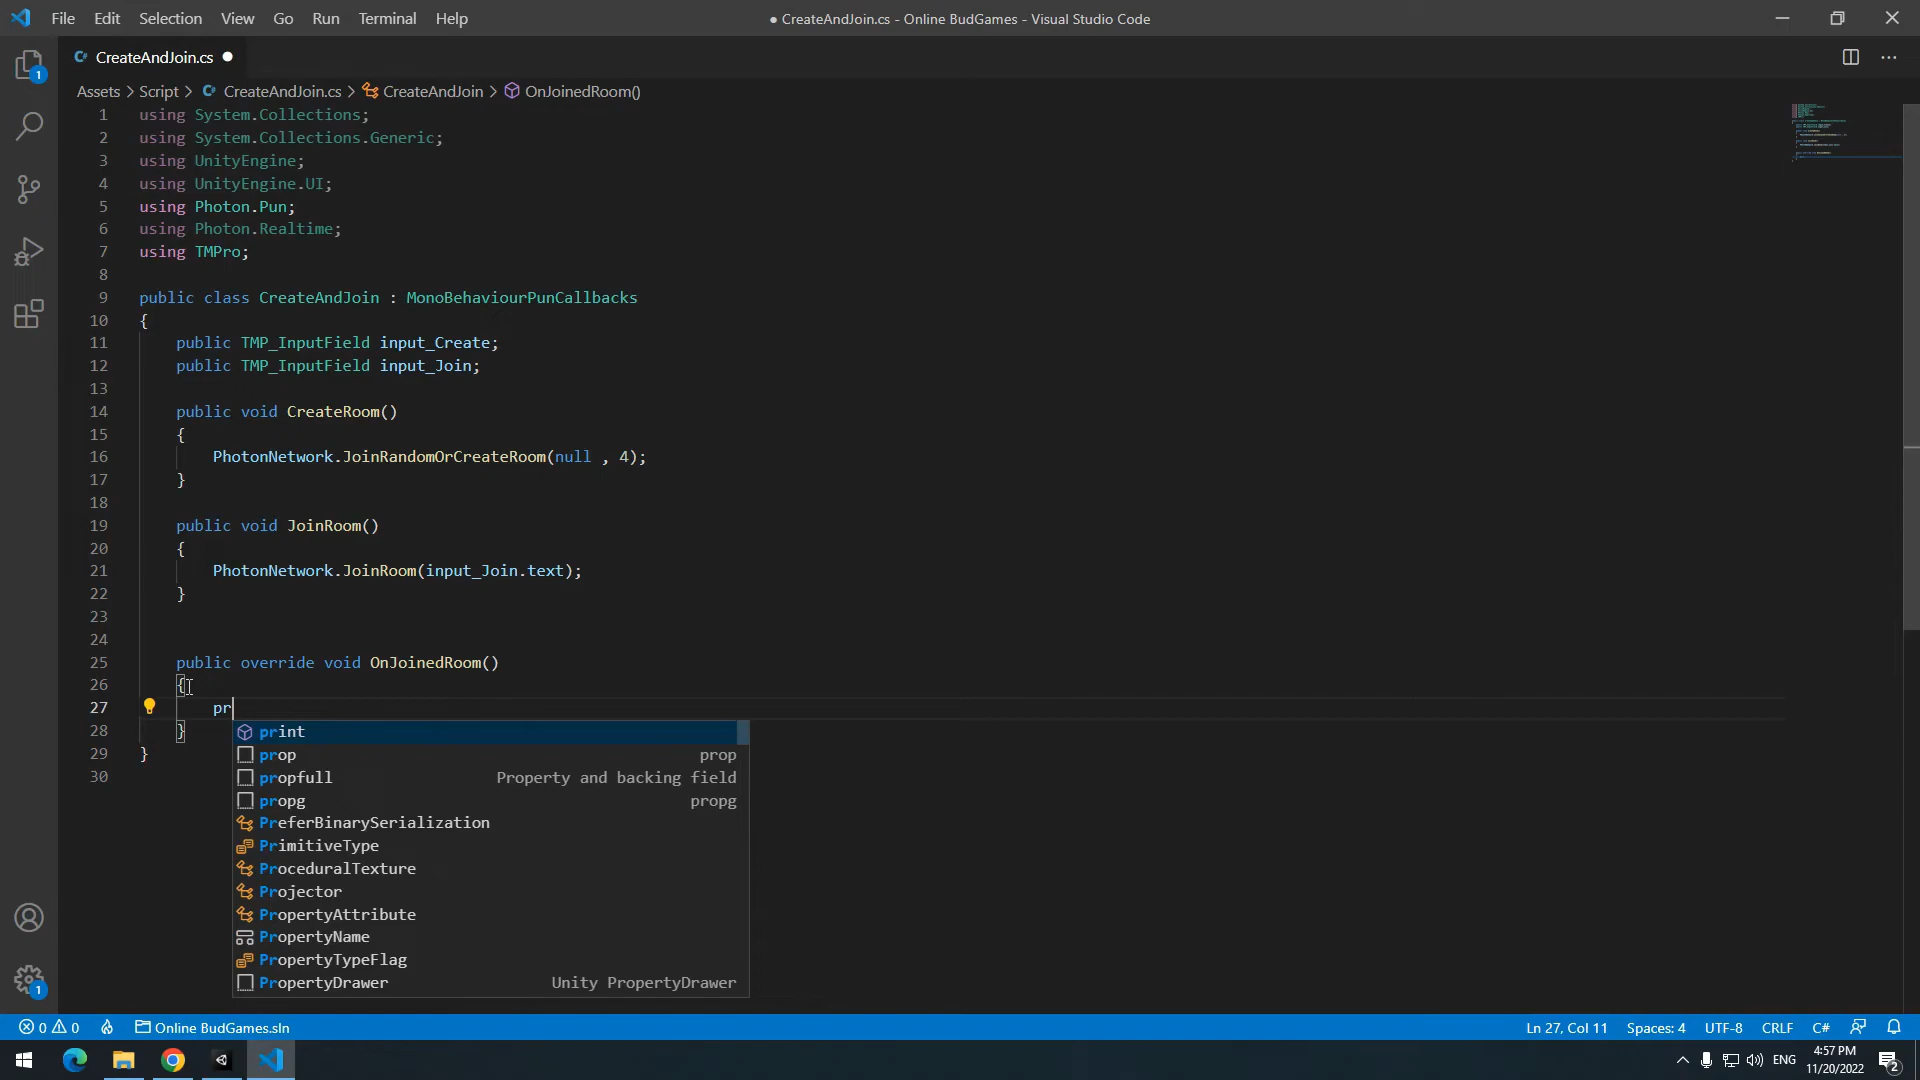 File Edit Selection View Go Run Terminal Help
● CreateAndJoin.cs - Online BudGames - Visual Studio Code
1
CreateAndJoin.cs ●
Assets > Script > CreateAndJoin.cs > CreateAndJoin > OnJoinedRoom()
1 using System.Collections;
2 using System.Collections.Generic;
3 using UnityEngine;
4 using UnityEngine.UI;
5 using Photon.Pun;
6 using Photon.Realtime;
7 using TMPro;
8
9 public class CreateAndJoin : MonoBehaviourPunCallbacks
10 {
11 public TMP_InputField input_Create;
12 public TMP_InputField input_Join;
13
14 public void CreateRoom()
15 {
16 PhotonNetwork.JoinRandomOrCreateRoom(null , 4);
17 }
18
19 public void JoinRoom()
20 {
21 PhotonNetwork.JoinRoom(input_Join.text);
22 }
23
24
25 public override void OnJoinedRoom()
26 {
27 pr
28 }
29 }
30
print
prop prop
propfull Property and backing field
propg propg
PreferBinarySerialization
PrimitiveType
ProceduralTexture
Projector
PropertyAttribute
PropertyName
PropertyTypeFlag
PropertyDrawer Unity PropertyDrawer
1
0 0 Online BudGames.sln
Ln 27, Col 11 Spaces: 4 UTF-8 CRLF C#
ENG
4:57 PM
11/20/2022
2